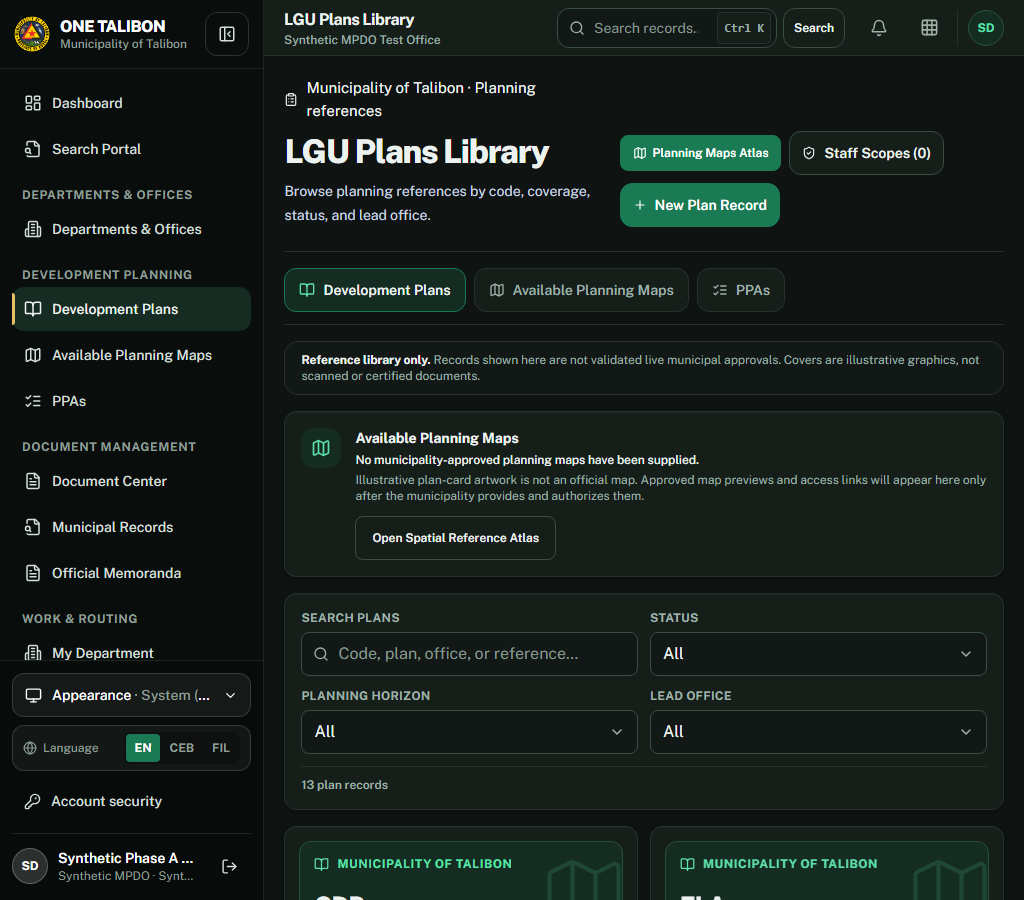 ONE TALIBON
Municipality of Talibon
Dashboard
Search Portal
DEPARTMENTS & OFFICES
Departments & Offices
DEVELOPMENT PLANNING
Development Plans
Available Planning Maps
PPAs
DOCUMENT MANAGEMENT
Document Center
Municipal Records
Official Memoranda
WORK & ROUTING
My Department
Appearance · System (...
Language EN CEB FIL
Account security
SD
Synthetic Phase A ...
Synthetic MPDO · Synt...
LGU Plans Library
Synthetic MPDO Test Office
Search records.. Ctrl K
Search
SD
Municipality of Talibon · Planning
references
LGU Plans Library
Browse planning references by code, coverage,
status, and lead office.
Planning Maps Atlas
Staff Scopes (0)
New Plan Record
Development Plans
Available Planning Maps
PPAs
Reference library only. Records shown here are not validated live municipal approvals. Covers are illustrative graphics, not
scanned or certified documents.
Available Planning Maps
No municipality-approved planning maps have been supplied.
Illustrative plan-card artwork is not an official map. Approved map previews and access links will appear here only
after the municipality provides and authorizes them.
Open Spatial Reference Atlas
SEARCH PLANS
Code, plan, office, or reference...
STATUS
All
PLANNING HORIZON
All
LEAD OFFICE
All
13 plan records
MUNICIPALITY OF TALIBON
MUNICIPALITY OF TALIBON